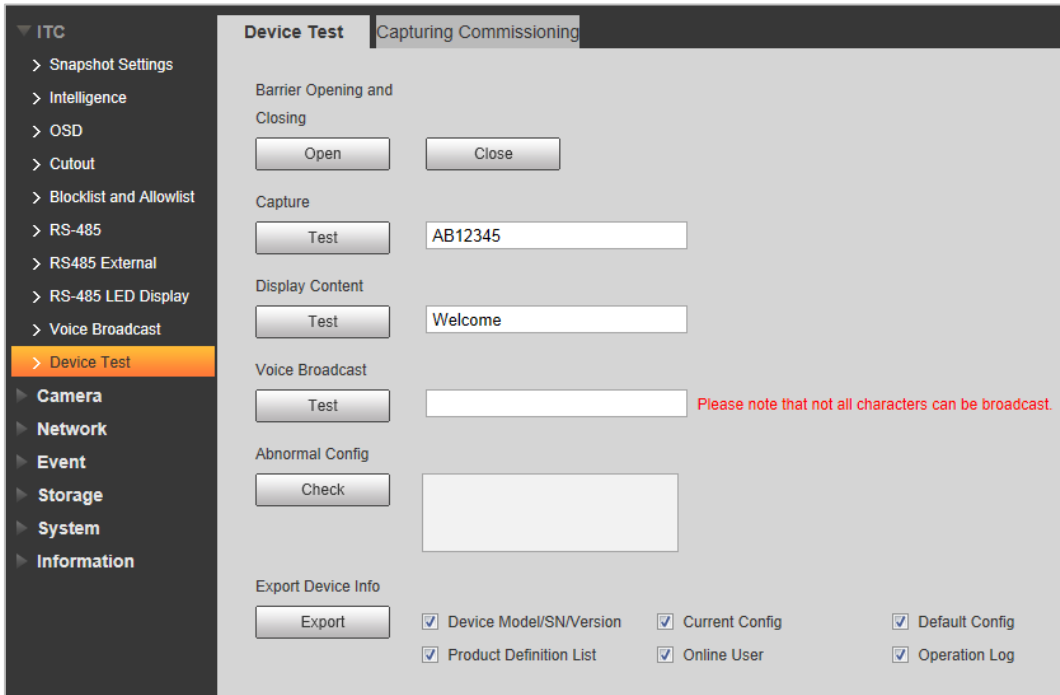 ITC
Snapshot Settings
Intelligence
OSD
Cutout
Blocklist and Allowlist
RS-485
RS485 External
RS-485 LED Display
Voice Broadcast
Device Test
Camera
Network
Event
Storage
System
Information
Device Test Capturing Commissioning
Barrier Opening and
Closing
Open Close
Capture
Test AB12345
Display Content
Test Welcome
Voice Broadcast
Test Please note that not all characters can be broadcast.
Abnormal Config
Check
Export Device Info
Export Device Model/SN/Version Current Config Default Config
Product Definition List Online User Operation Log